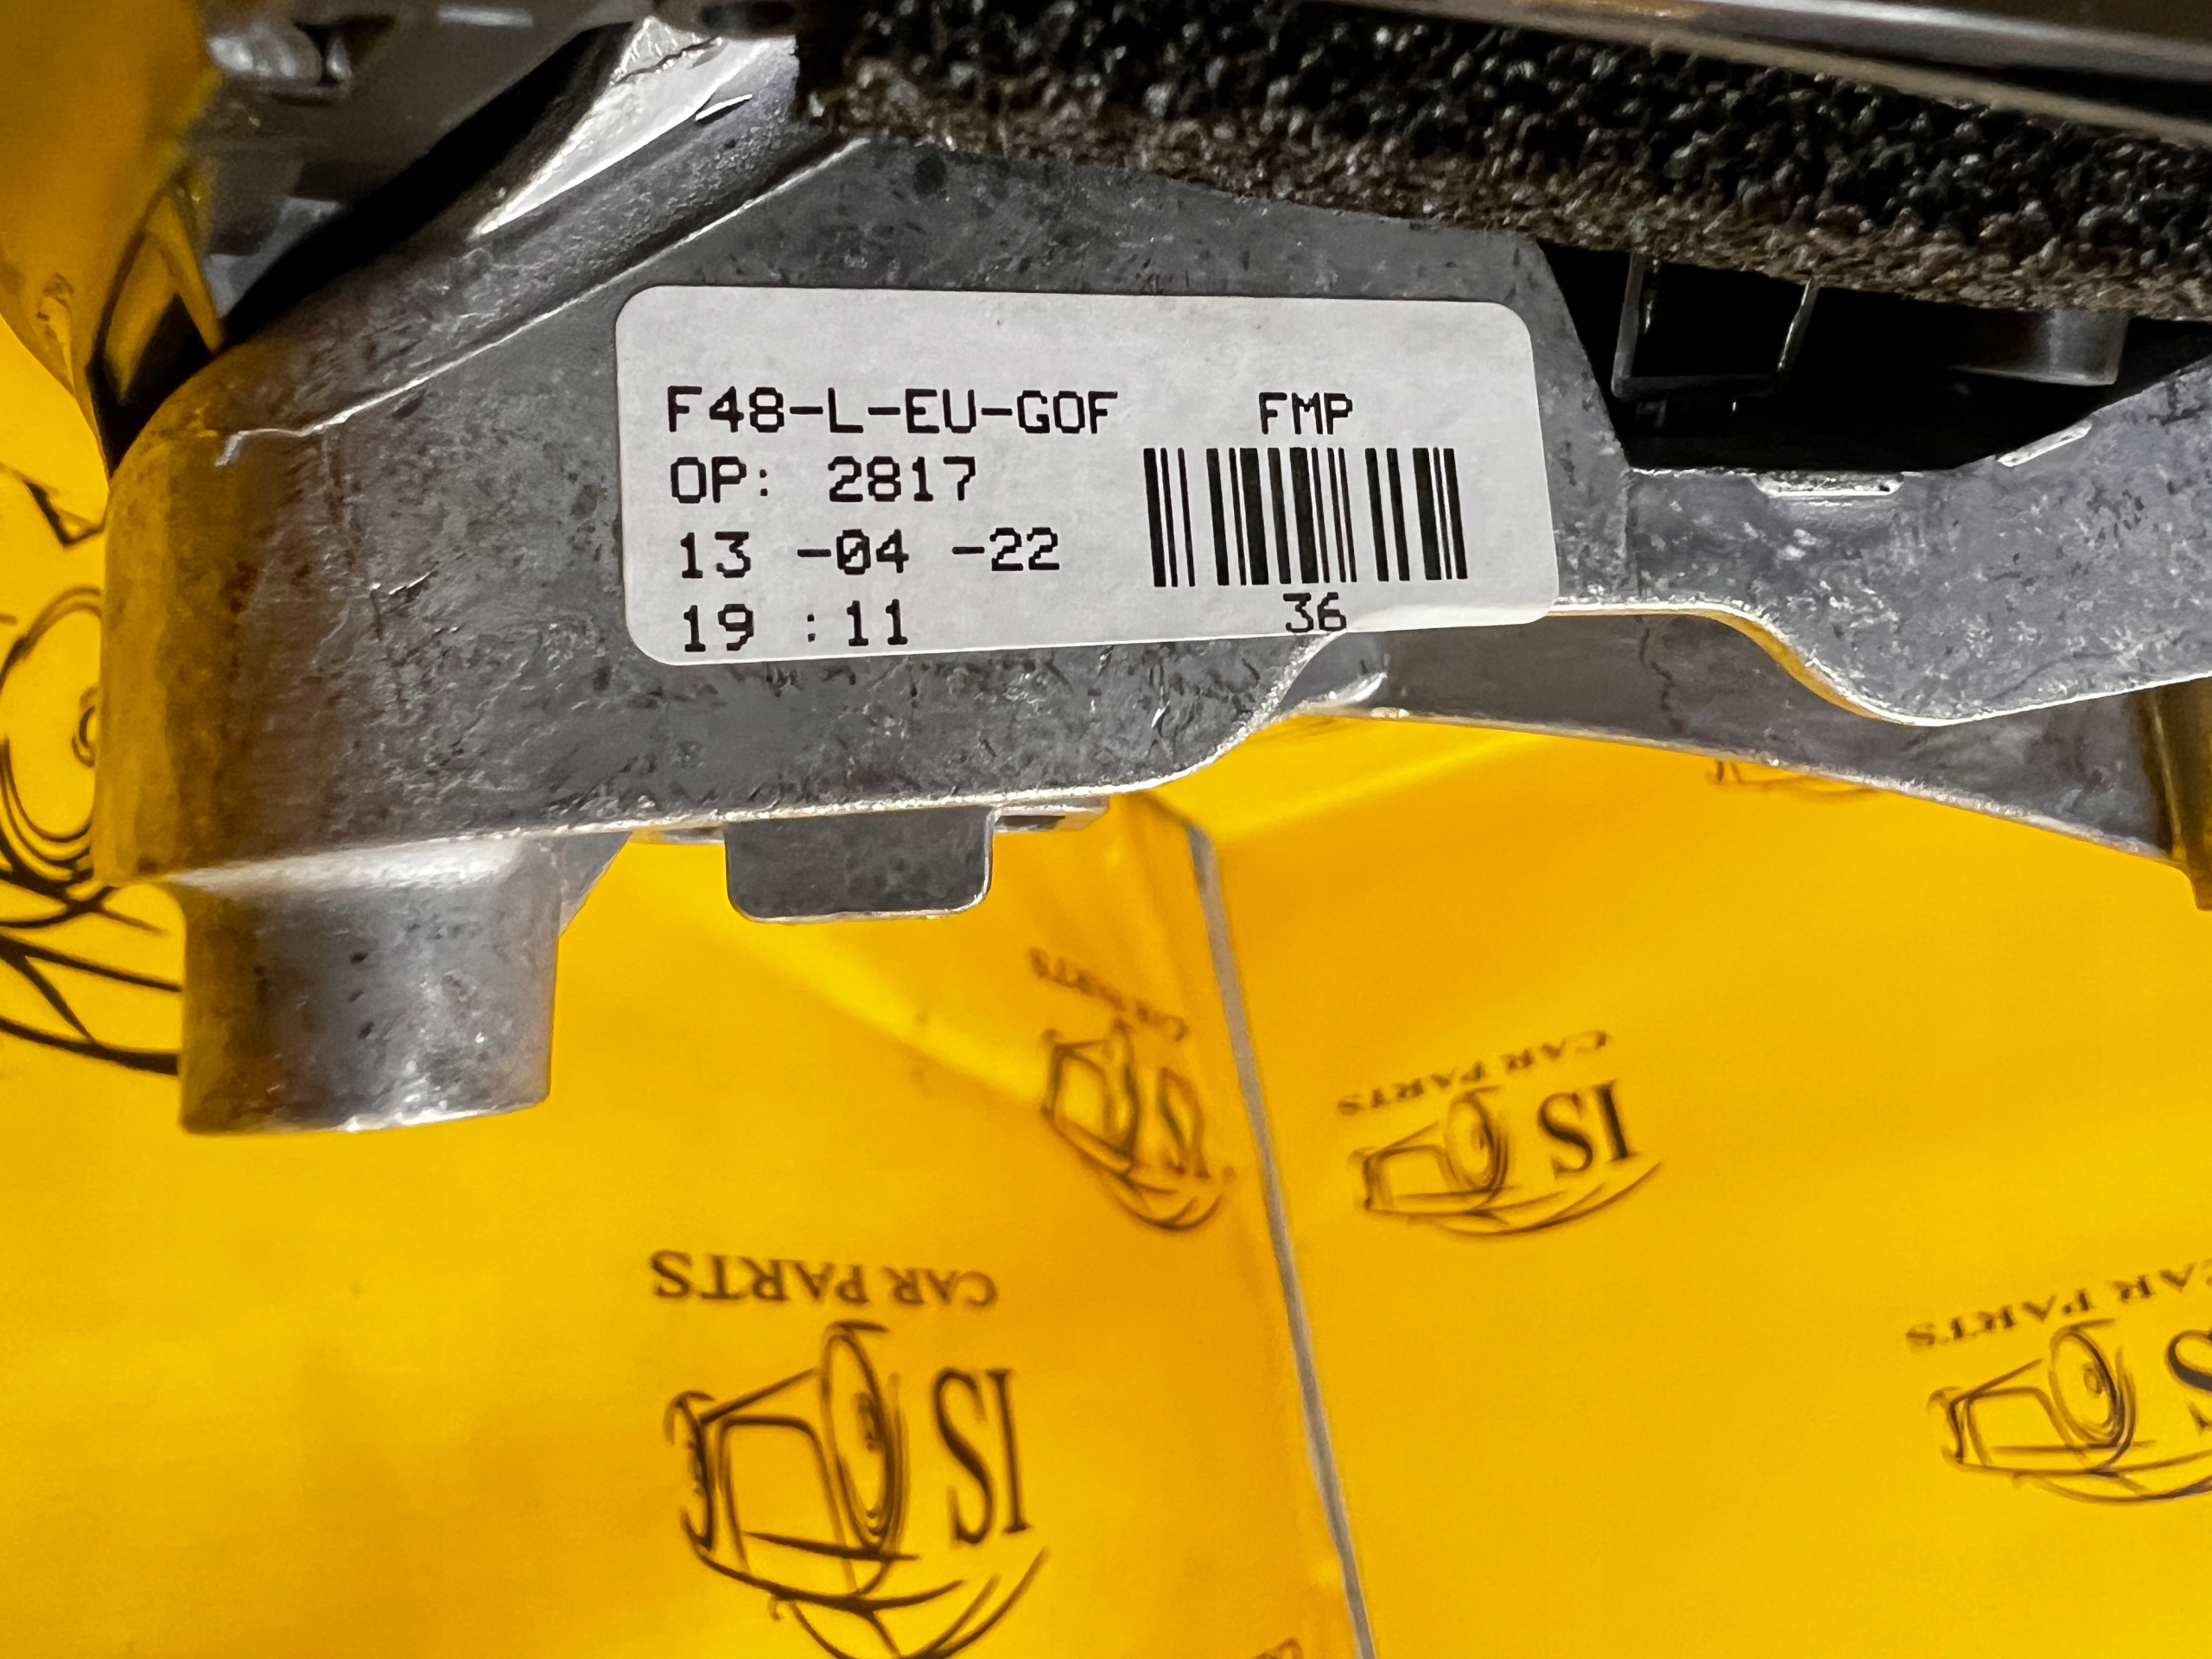 F48-L-EU-GOF FMP
OP: 2817
13 -04 -22
19 :11
36
CAR PARTS
IS
CAR PARTS
IS
CAR PARTS
IS
CAR PARTS